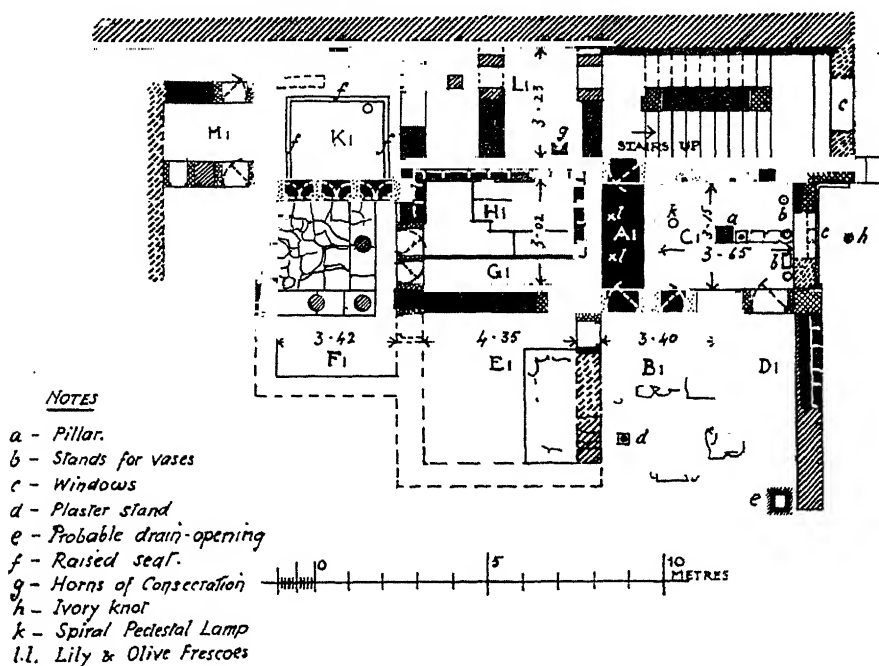 L1
c
M1
f
K1
f
f
3·23
g
STAIRS UP
H1
3·02
G1
A1
xl
xl
k
C1
a
3·15
3·65
b
b
c
h
3·42
F1
4·35
E1
3·40
B1
D1
d
e
NOTES
a - Pillar.
b - Stands for vases
c - Windows
d - Plaster stand
e - Probable drain-opening
f - Raised seat.
g - Horns of Consecration
h - Ivory knot
k - Spiral Pedestal Lamp
l.l. Lily & Olive Frescoes
0 5 10
METRES